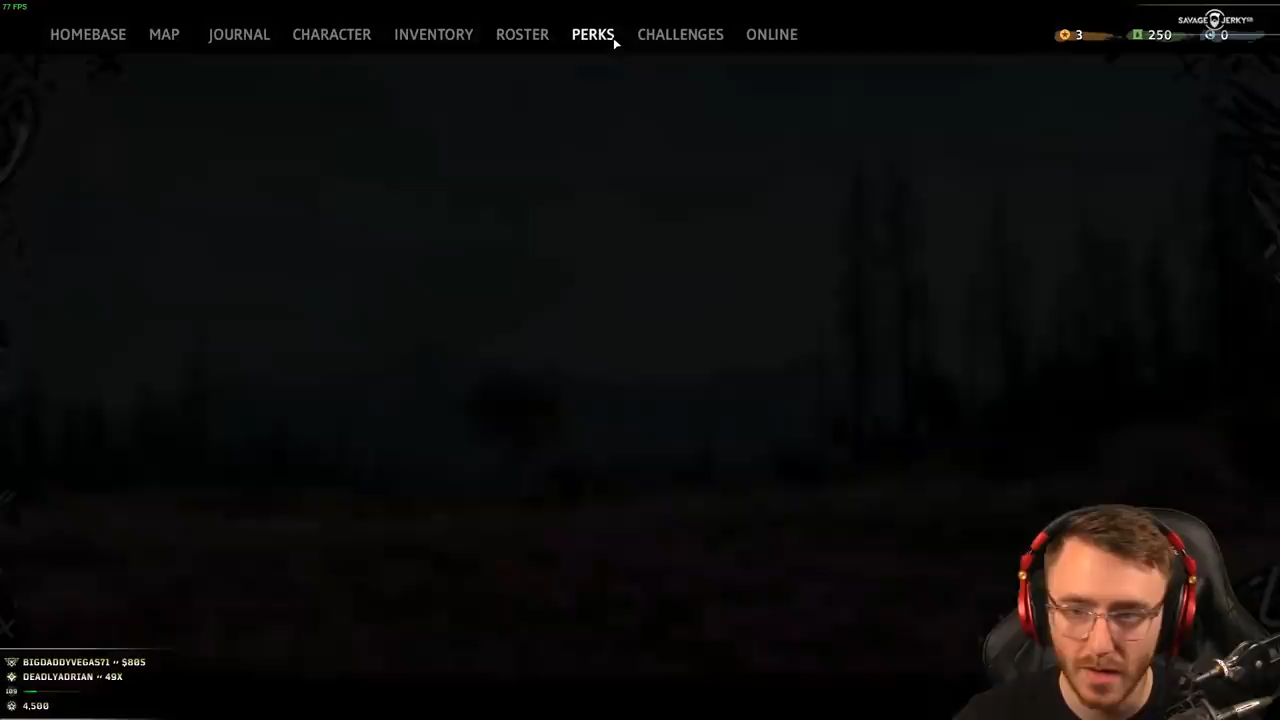 77 FPS
SAVAGE JERKY
HOMEBASE MAP JOURNAL CHARACTER INVENTORY ROSTER PERKS CHALLENGES ONLINE 3 250 0
BIGDADDYVEGAS71 ~ $805
DEADLYADRIAN ~ 49X
109
4,500